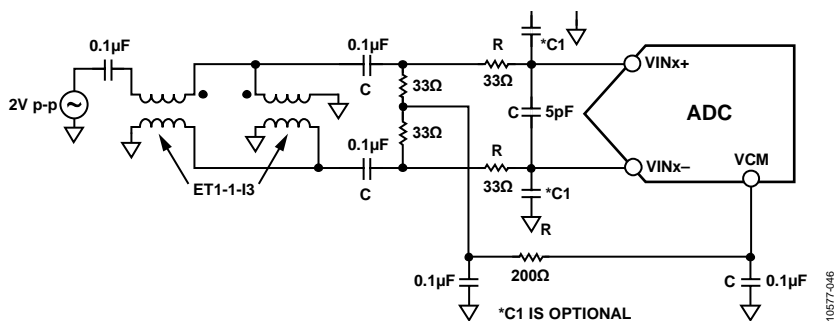 *C1
0.1µF
0.1µF
R
C
33Ω
33Ω
VINx+
2V p-p
C
5pF
ADC
33Ω
0.1µF
R
VINx–
VCM
ET1-1-I3
C
33Ω
*C1
R
0.1µF
200Ω
C
0.1µF
*C1 IS OPTIONAL
10577-046